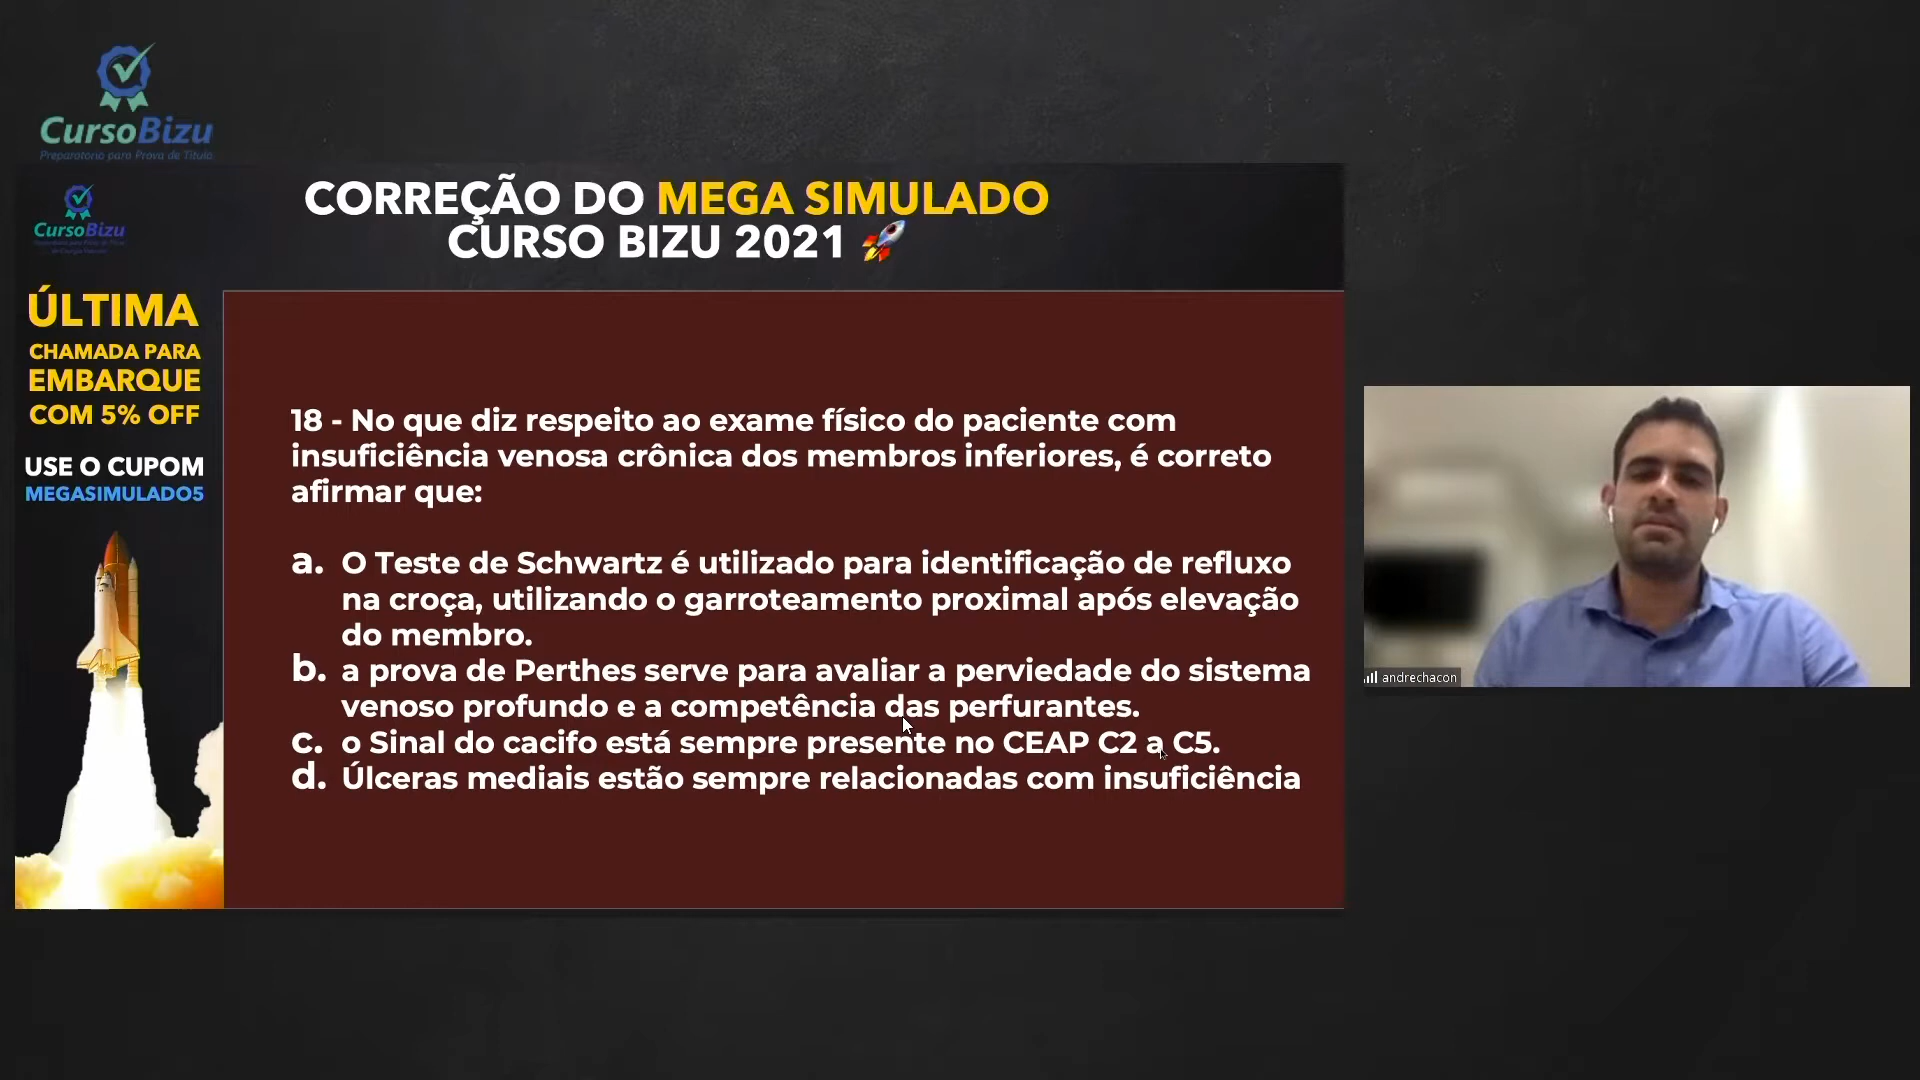 CursoBizu
Preparatório para Prova de Título
CursoBizu
CORREÇÃO DO MEGA SIMULADO
CURSO BIZU 2021
ÚLTIMA
CHAMADA PARA
EMBARQUE
COM 5% OFF
USE O CUPOM
MEGASIMULADO5
18 - No que diz respeito ao exame físico do paciente com
insuficiência venosa crônica dos membros inferiores, é correto
afirmar que:
a. O Teste de Schwartz é utilizado para identificação de refluxo
na croça, utilizando o garroteamento proximal após elevação
do membro.
b. a prova de Perthes serve para avaliar a perviedade do sistema
venoso profundo e a competência das perfurantes.
c. o Sinal do cacifo está sempre presente no CEAP C2 a C5.
d. Úlceras mediais estão sempre relacionadas com insuficiência
andrechacon